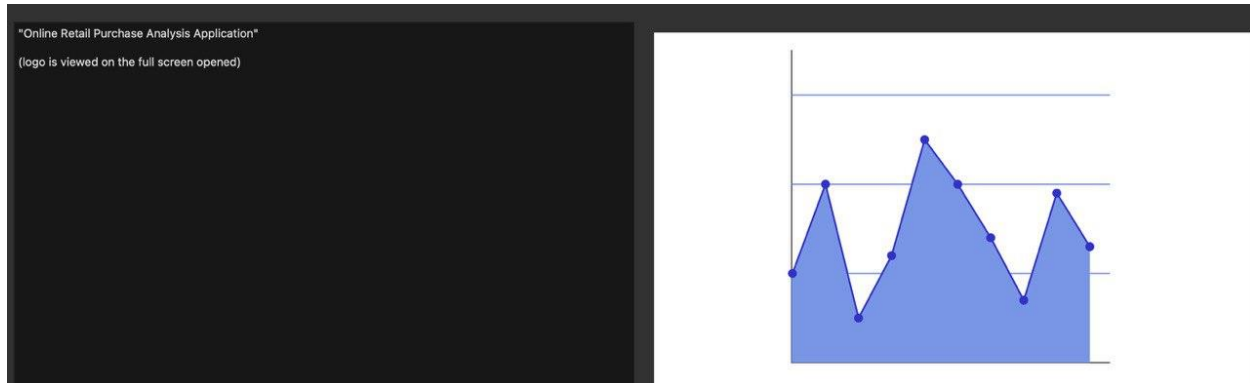 "Online Retail Purchase Analysis Application"
(logo is viewed on the full screen opened)